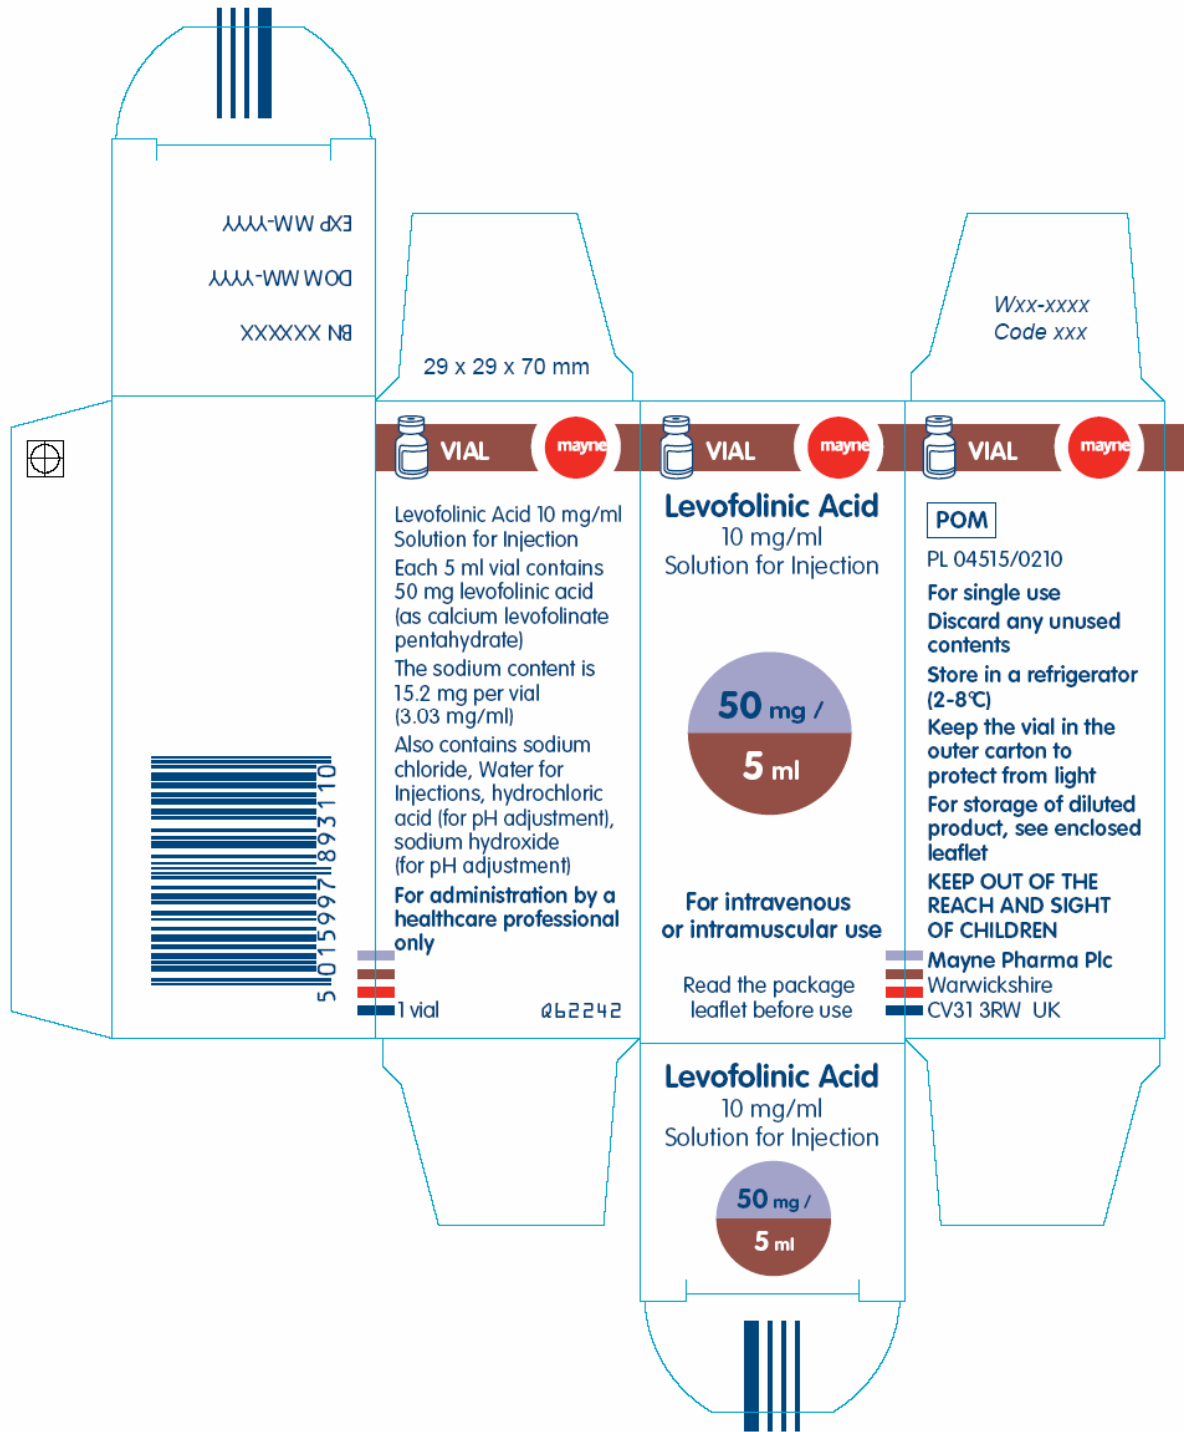 EXP MM-YYYY
DOM MM-YYYY
BN XXXXXX
29 x 29 x 70 mm
Wxx-xxxx
Code xxx
5 015997 893110
VIAL
mayne
Levofolinic Acid 10 mg/ml
Solution for Injection
Each 5 ml vial contains
50 mg levofolinic acid
(as calcium levofolinate
pentahydrate)
The sodium content is
15.2 mg per vial
(3.03 mg/ml)
Also contains sodium
chloride, Water for
Injections, hydrochloric
acid (for pH adjustment),
sodium hydroxide
(for pH adjustment)
For administration by a
healthcare professional
only
1 vial
Q62242
VIAL
mayne
Levofolinic Acid
10 mg/ml
Solution for Injection
50 mg /
5 ml
For intravenous
or intramuscular use
Read the package
leaflet before use
VIAL
mayne
POM
PL 04515/0210
For single use
Discard any unused
contents
Store in a refrigerator
(2-8°C)
Keep the vial in the
outer carton to
protect from light
For storage of diluted
product, see enclosed
leaflet
KEEP OUT OF THE
REACH AND SIGHT
OF CHILDREN
Mayne Pharma Plc
Warwickshire
CV31 3RW UK
Levofolinic Acid
10 mg/ml
Solution for Injection
50 mg /
5 ml